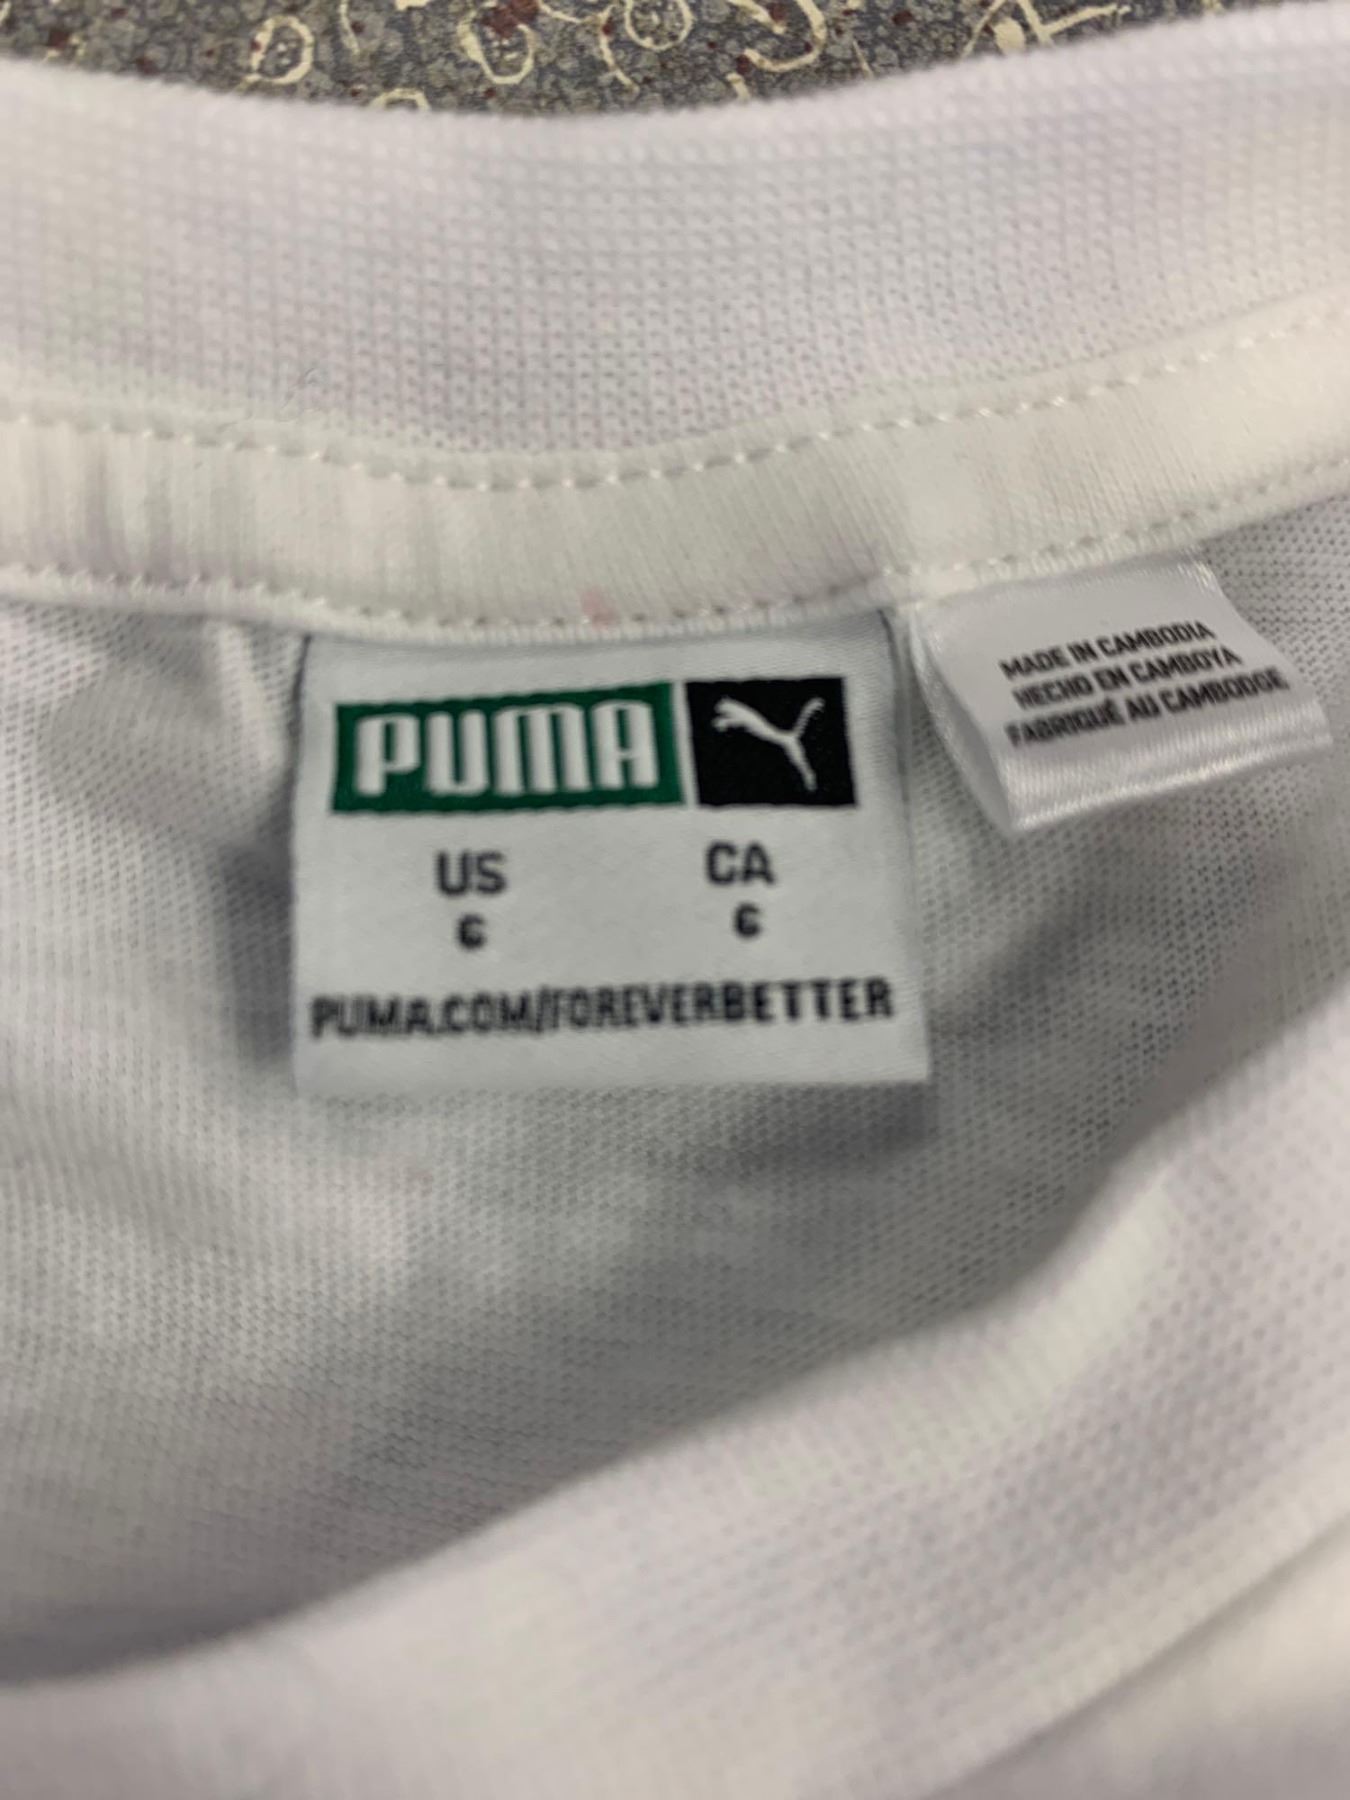 PUMA
US CA
6 6
PUMA.COM/FOREVERBETTER
MADE IN CAMBODIA
HECHO EN CAMBOYA
FABRIQUÉ AU CAMBODGE